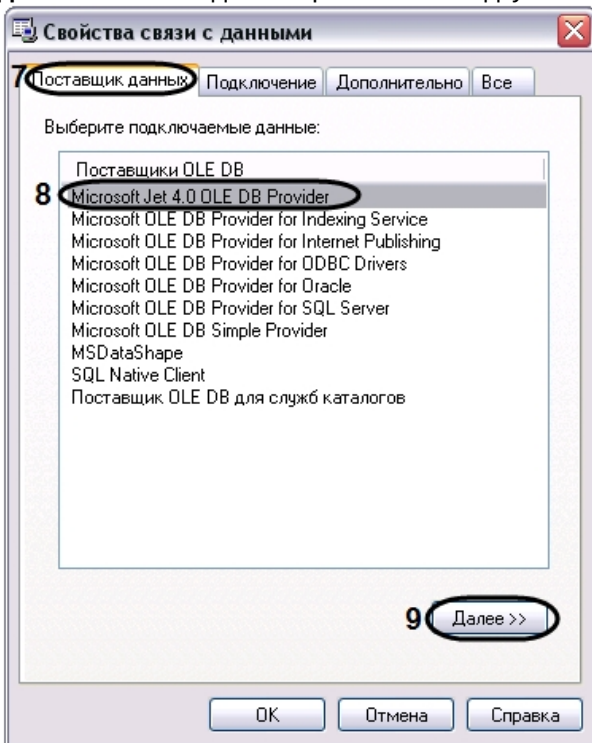 Свойства связи с данными
7 Поставщик данных Подключение Дополнительно Все
Выберите подключаемые данные:
Поставщики OLE DB
8 Microsoft Jet 4.0 OLE DB Provider
Microsoft OLE DB Provider for Indexing Service
Microsoft OLE DB Provider for Internet Publishing
Microsoft OLE DB Provider for ODBC Drivers
Microsoft OLE DB Provider for Oracle
Microsoft OLE DB Provider for SQL Server
Microsoft OLE DB Simple Provider
MSDataShape
SQL Native Client
Поставщик OLE DB для служб каталогов
9 Далее >>
OK Отмена Справка